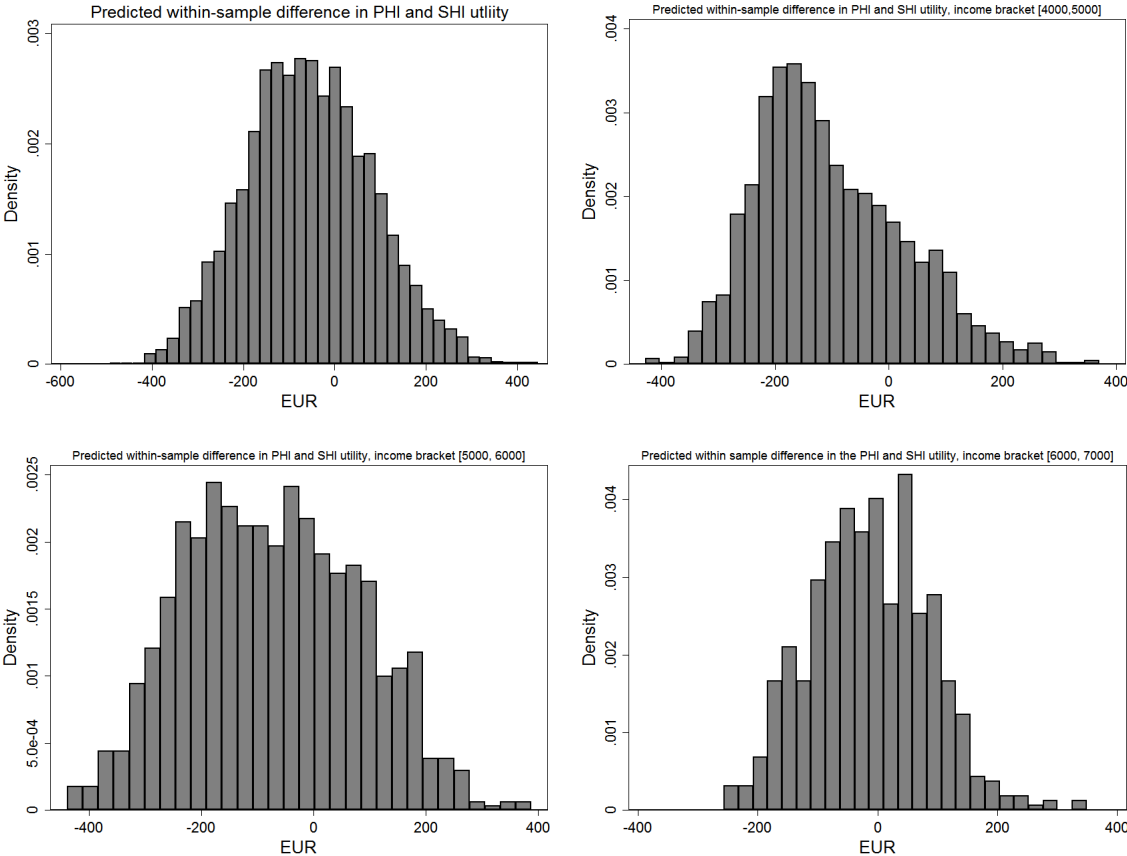 Predicted within-sample difference in PHI and SHI utliity
.003
.002
.001
0
Density
-600 -400 -200 0 200 400
EUR
Predicted within-sample difference in PHI and SHI utility, income bracket [4000,5000]
.004
.003
.002
.001
0
Density
-400 -200 0 200 400
EUR
Predicted within-sample difference in PHI and SHI utility, income bracket [5000, 6000]
.0025
.002
.0015
.001
5.0e-04
0
Density
-400 -200 0 200 400
EUR
Predicted within sample difference in the PHI and SHI utility, income bracket [6000, 7000]
.004
.003
.002
.001
0
Density
-400 -200 0 200 400
EUR